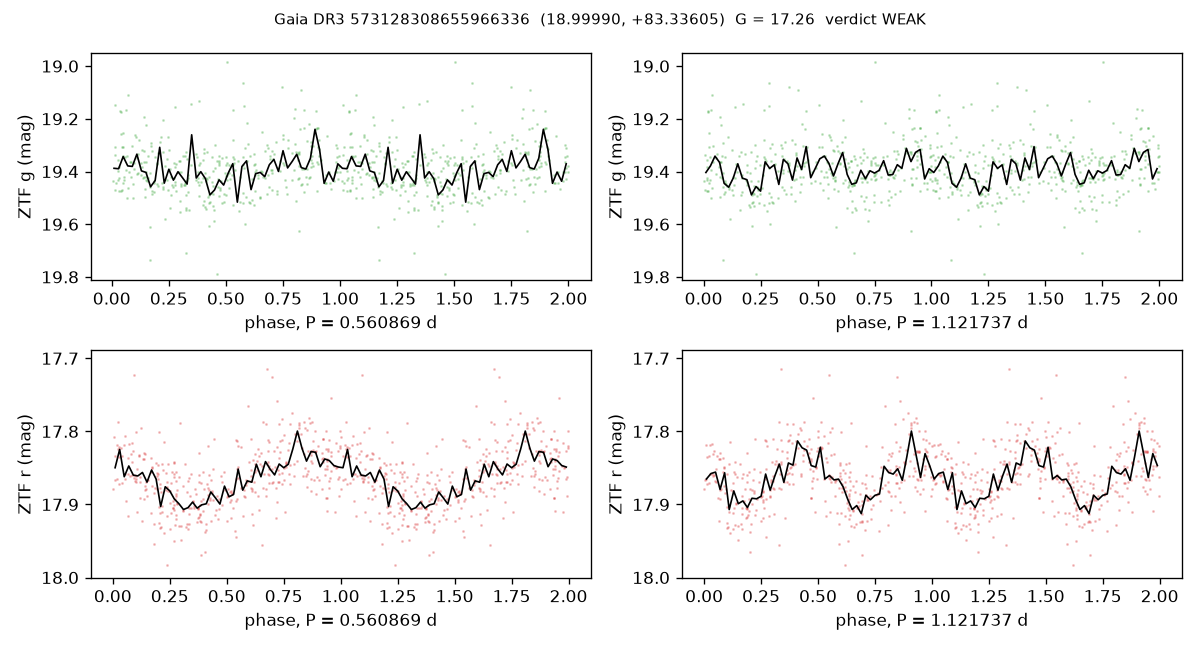 Gaia DR3 573128308655966336  (18.99990, +83.33605)  G = 17.26  verdict WEAK
ZTF g (mag)
19.0
19.2
19.4
19.6
19.8
0.00 0.25 0.50 0.75 1.00 1.25 1.50 1.75 2.00
phase, P = 0.560869 d
ZTF g (mag)
19.0
19.2
19.4
19.6
19.8
0.00 0.25 0.50 0.75 1.00 1.25 1.50 1.75 2.00
phase, P = 1.121737 d
ZTF r (mag)
17.7
17.8
17.9
18.0
0.00 0.25 0.50 0.75 1.00 1.25 1.50 1.75 2.00
phase, P = 0.560869 d
ZTF r (mag)
17.7
17.8
17.9
18.0
0.00 0.25 0.50 0.75 1.00 1.25 1.50 1.75 2.00
phase, P = 1.121737 d